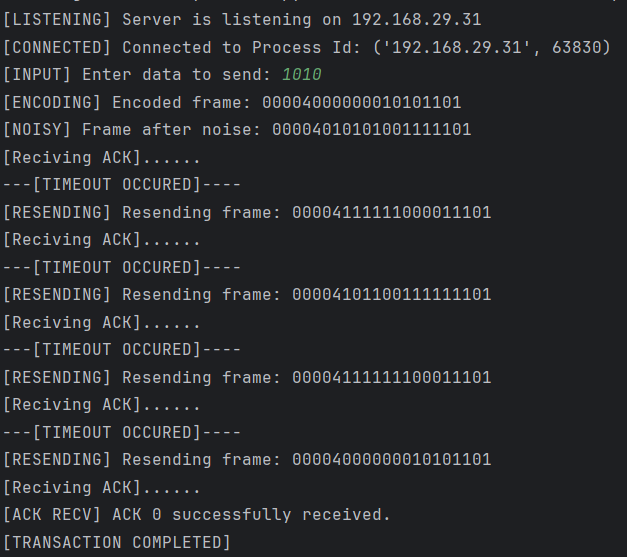 [LISTENING] Server is listening on 192.168.29.31
[CONNECTED] Connected to Process Id: ('192.168.29.31', 63830)
[INPUT] Enter data to send: 1010
[ENCODING] Encoded frame: 00004000000010101101
[NOISY] Frame after noise: 00004010101001111101
[Reciving ACK]......
---[TIMEOUT OCCURED]----
[RESENDING] Resending frame: 00004111111000011101
[Reciving ACK]......
---[TIMEOUT OCCURED]----
[RESENDING] Resending frame: 00004101100111111101
[Reciving ACK]......
---[TIMEOUT OCCURED]----
[RESENDING] Resending frame: 00004111111100011101
[Reciving ACK]......
---[TIMEOUT OCCURED]----
[RESENDING] Resending frame: 00004000000010101101
[Reciving ACK]......
[ACK RECV] ACK 0 successfully received.
[TRANSACTION COMPLETED]